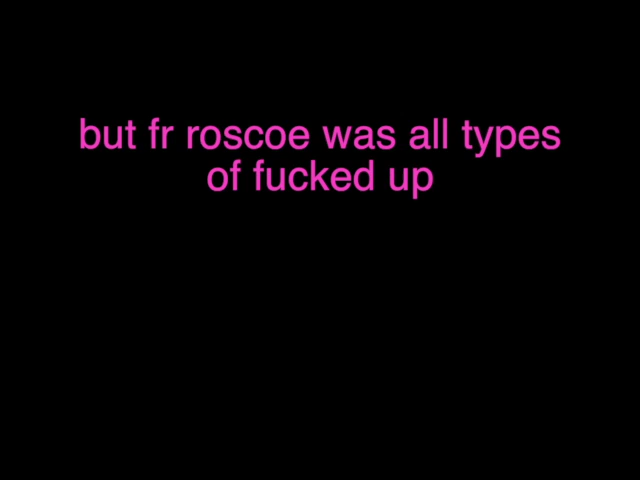 but fr roscoe was all types
of fucked up